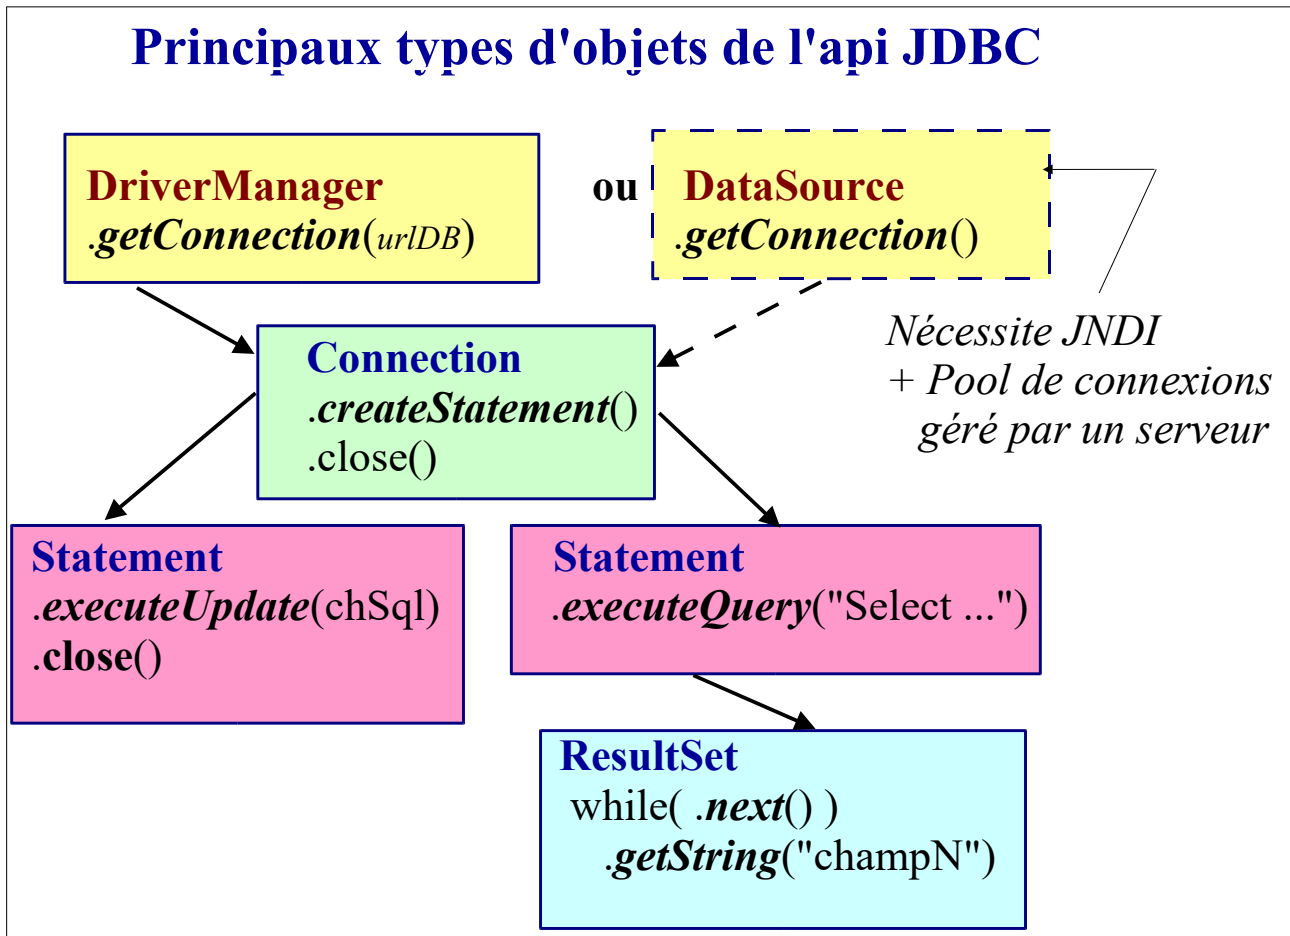 Principaux types d'objets de l'api JDBC
DriverManager
.getConnection(urlDB)
ou
DataSource
.getConnection()
Nécessite JNDI
+ Pool de connexions
géré par un serveur
Connection
.createStatement()
.close()
Statement
.executeUpdate(chSql)
.close()
Statement
.executeQuery("Select ...")
ResultSet
while( .next() )
.getString("champN")